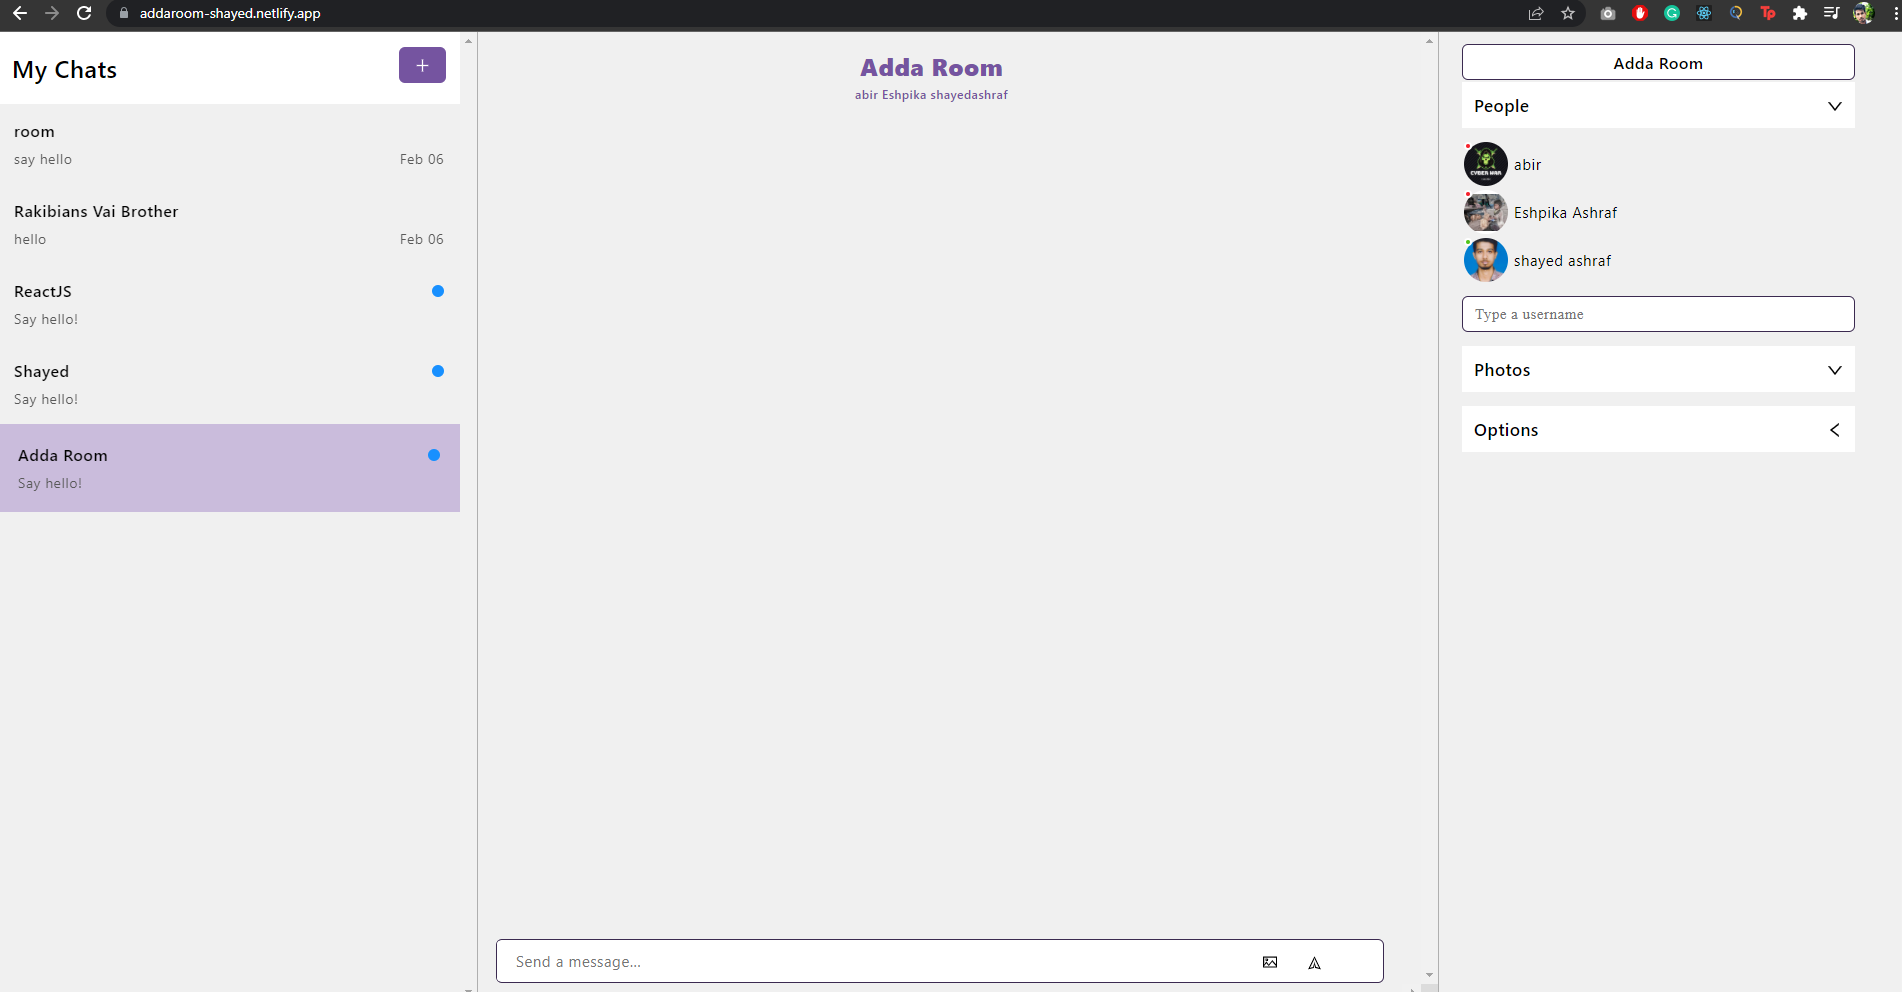 addaroom-shayed.netlify.app
My Chats
+
room
say hello Feb 06
Rakibians Vai Brother
hello Feb 06
ReactJS
Say hello!
Shayed
Say hello!
Adda Room
Say hello!
Adda Room
abir Eshpika shayedashraf
Send a message...
Adda Room
People
CYBER WAR
abir
Eshpika Ashraf
shayed ashraf
Type a username
Photos
Options